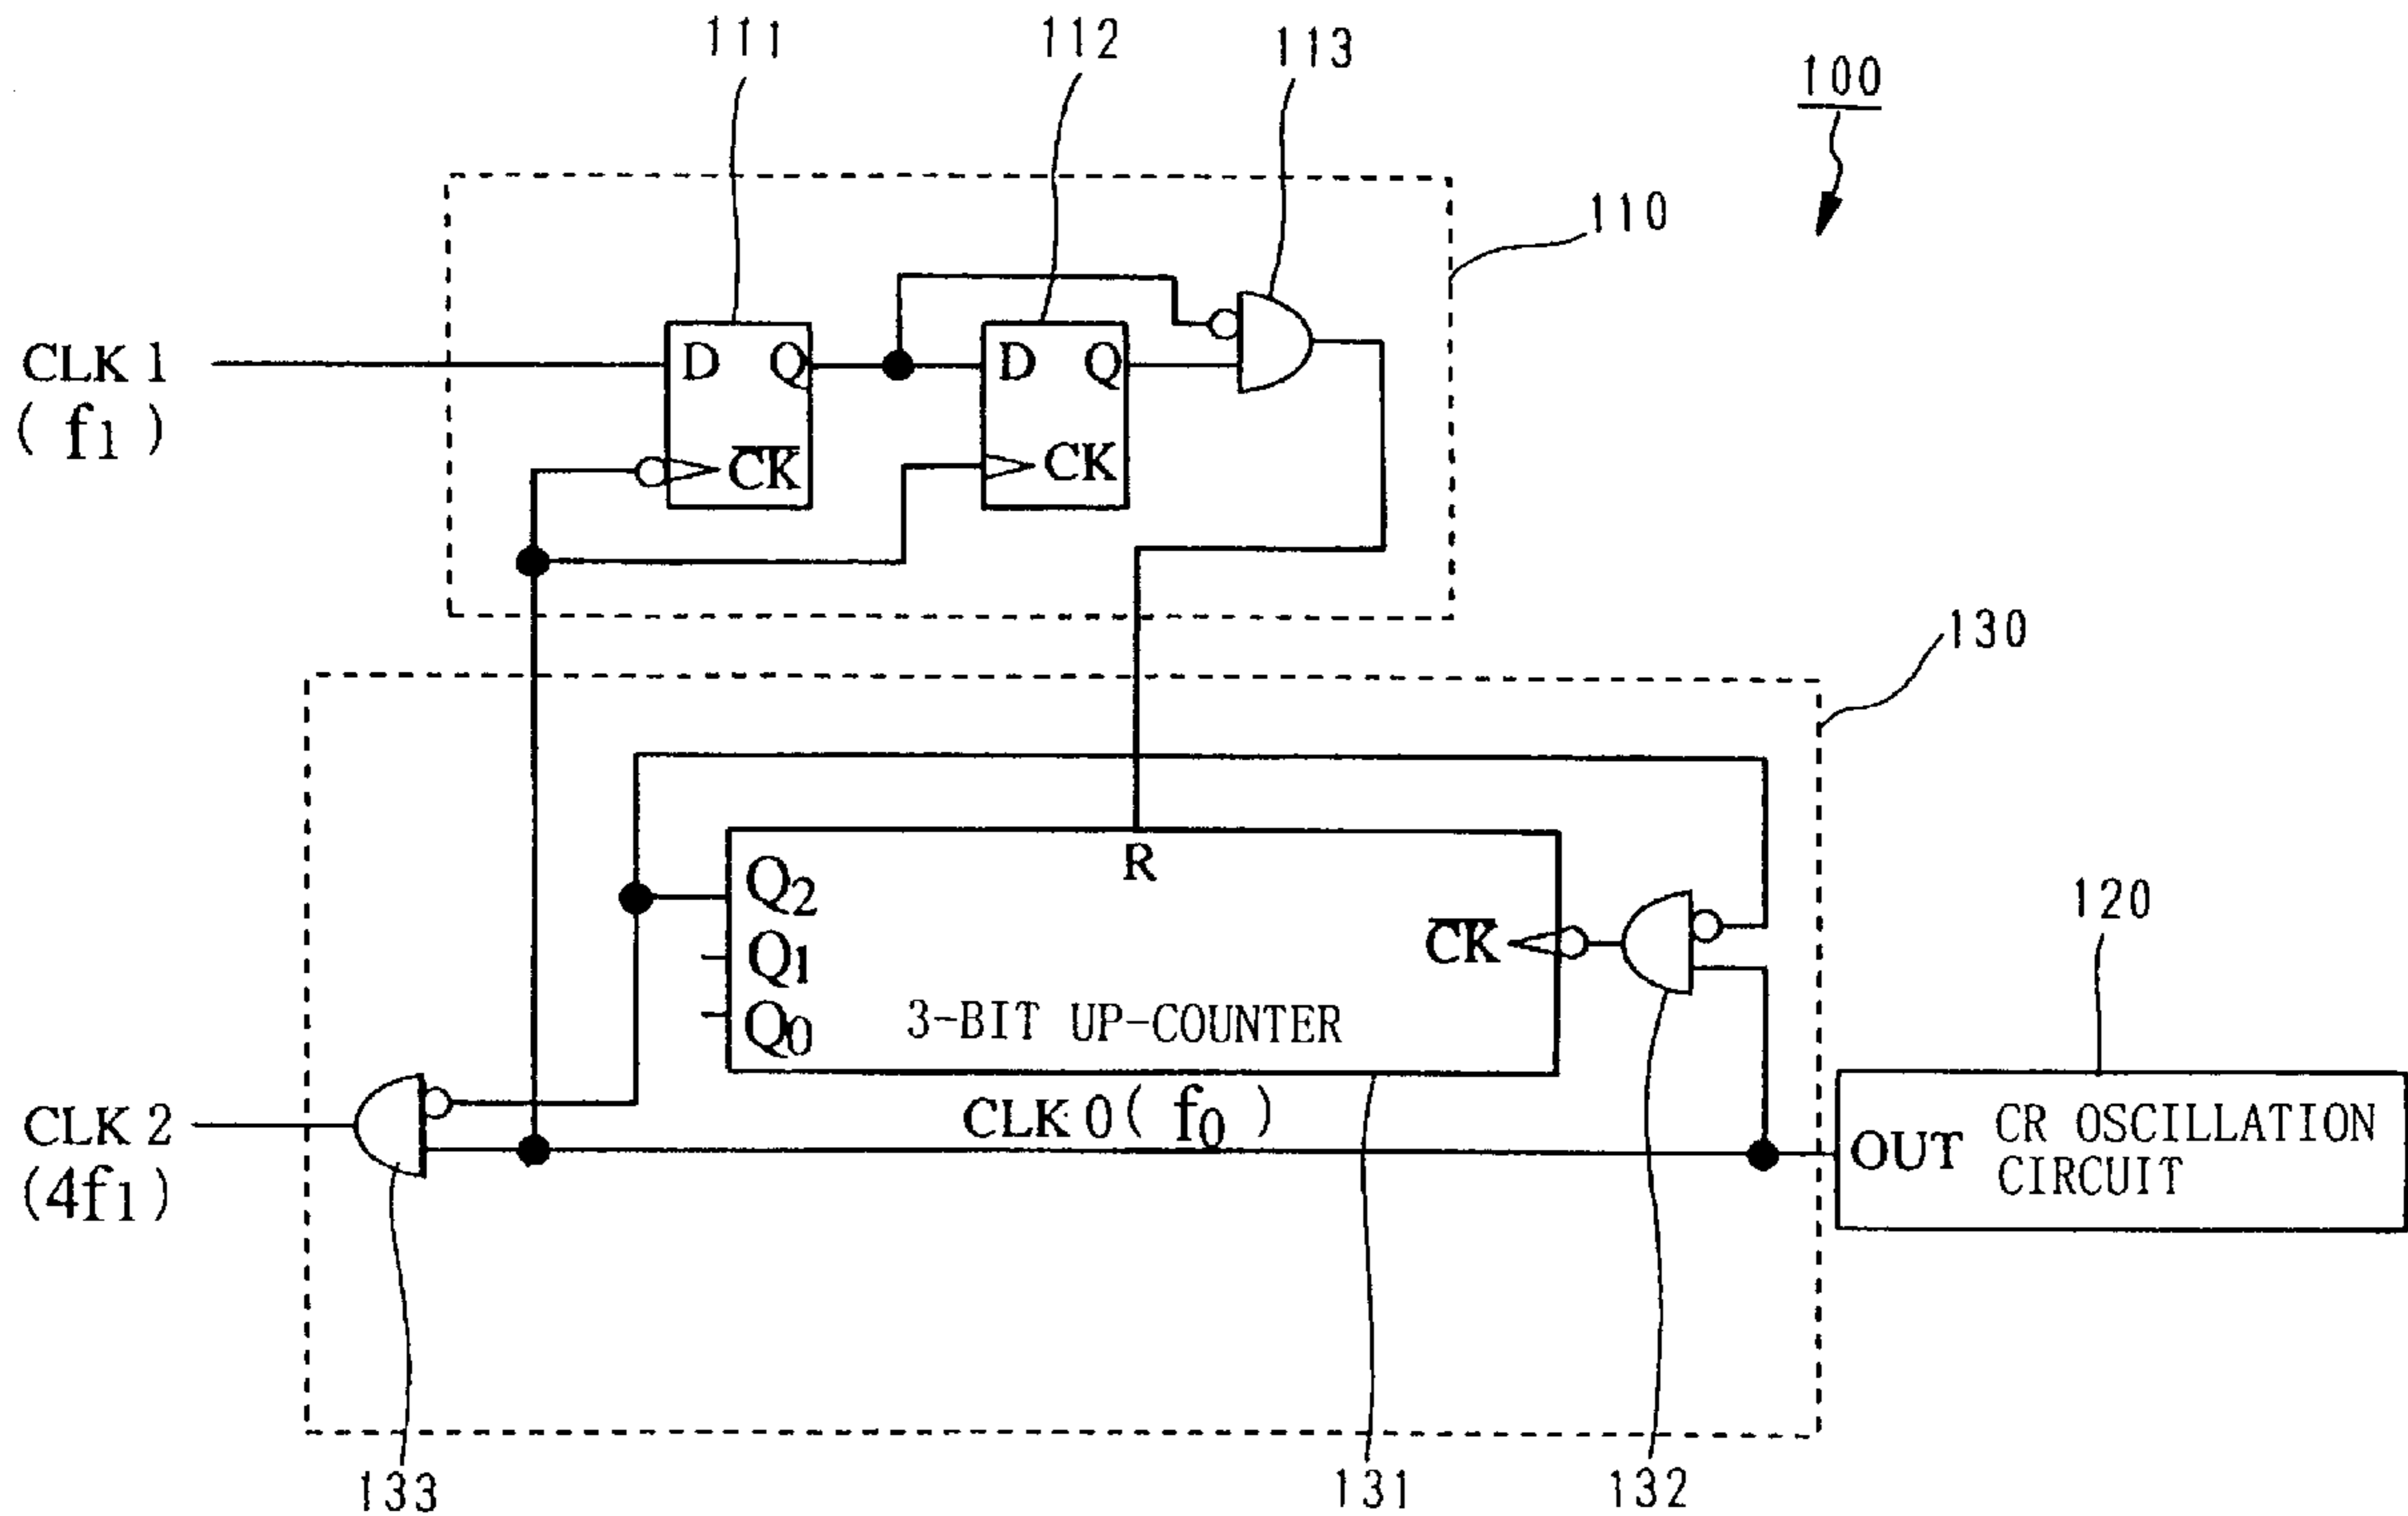 111
112
113
100
110
CLK 1
( f1 )
D Q
CK
D Q
CK
130
R
Q2
Q1
Q0
CK
3-BIT UP-COUNTER
120
CLK 0 ( f0 )
CLK 2
(4f1)
OUT
CR OSCILLATION
CIRCUIT
133
131
132